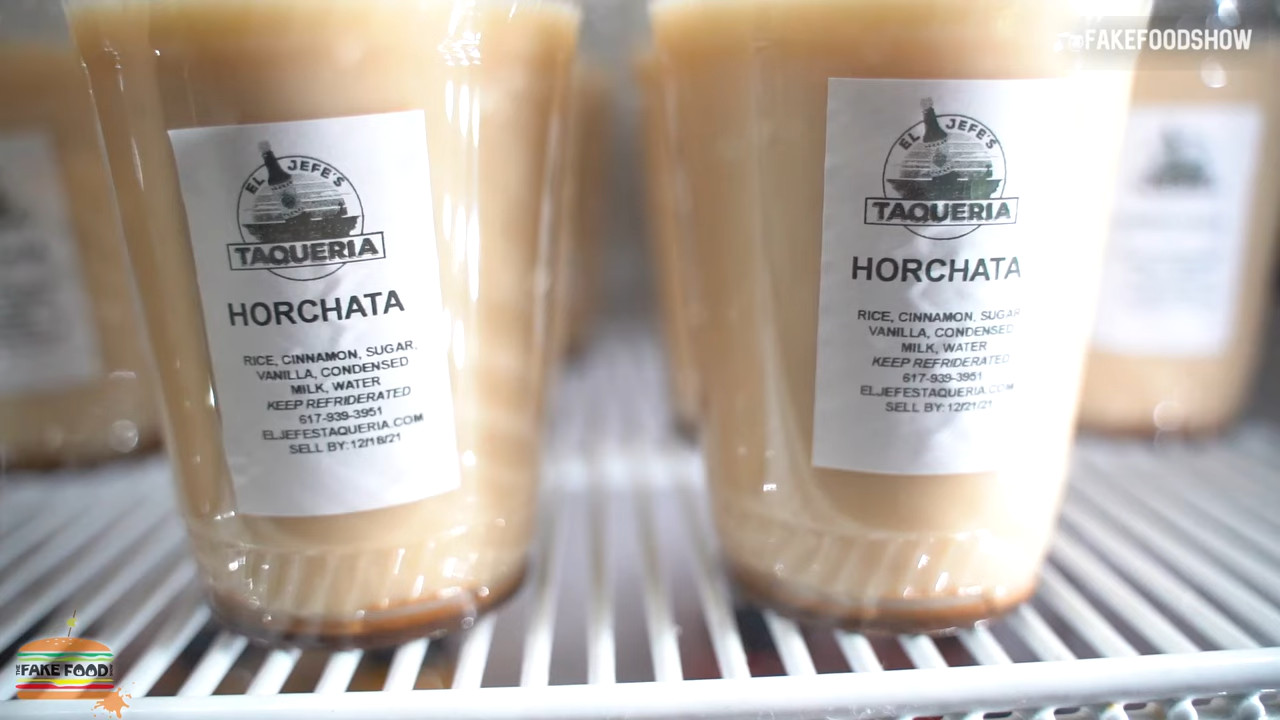 @FAKEFOODSHOW
EL JEFE'S
TAQUERIA
HORCHATA
RICE, CINNAMON, SUGAR,
VANILLA, CONDENSED
MILK, WATER
KEEP REFRIDERATED
617-939-3951
ELJEFESTAQUERIA.COM
SELL BY:12/18/21
EL JEFE'S
TAQUERIA
HORCHATA
RICE, CINNAMON, SUGAR
VANILLA, CONDENSED
MILK, WATER
KEEP REFRIDERATED
617-939-3951
ELJEFESTAQUERIA.COM
SELL BY:12/21/21
THE FAKE FOOD